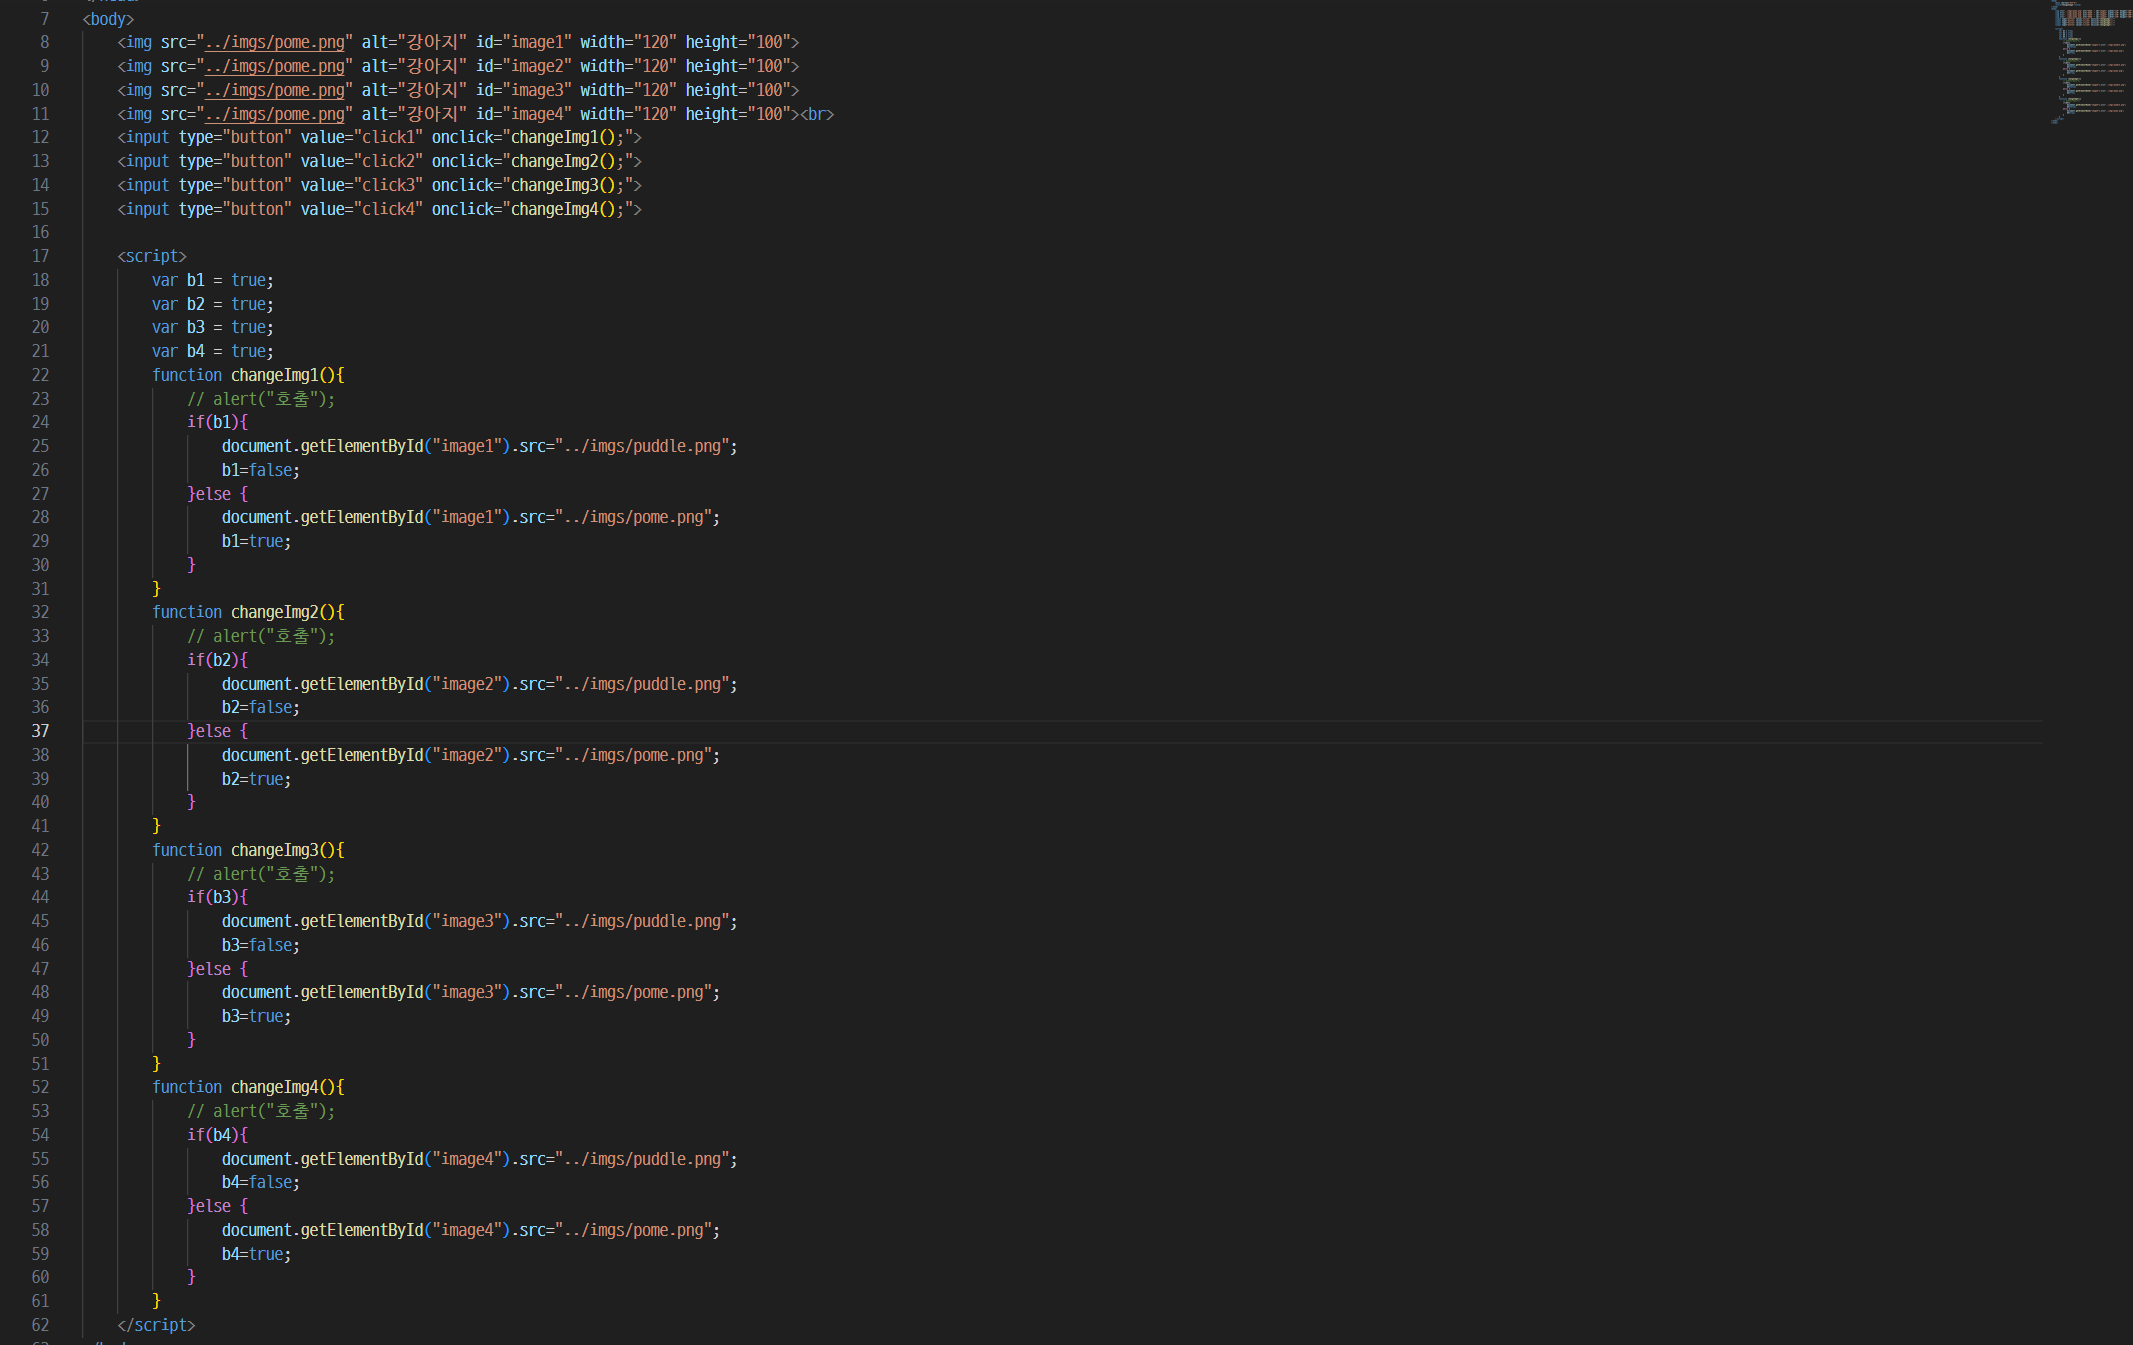 7 <body>
8 <img src="../imgs/pome.png" alt="강아지" id="image1" width="120" height="100">
9 <img src="../imgs/pome.png" alt="강아지" id="image2" width="120" height="100">
10 <img src="../imgs/pome.png" alt="강아지" id="image3" width="120" height="100">
11 <img src="../imgs/pome.png" alt="강아지" id="image4" width="120" height="100"><br>
12 <input type="button" value="click1" onclick="changeImg1();">
13 <input type="button" value="click2" onclick="changeImg2();">
14 <input type="button" value="click3" onclick="changeImg3();">
15 <input type="button" value="click4" onclick="changeImg4();">
16
17 <script>
18 var b1 = true;
19 var b2 = true;
20 var b3 = true;
21 var b4 = true;
22 function changeImg1(){
23 // alert("호출");
24 if(b1){
25 document.getElementById("image1").src="../imgs/puddle.png";
26 b1=false;
27 }else {
28 document.getElementById("image1").src="../imgs/pome.png";
29 b1=true;
30 }
31 }
32 function changeImg2(){
33 // alert("호출");
34 if(b2){
35 document.getElementById("image2").src="../imgs/puddle.png";
36 b2=false;
37 }else {
38 document.getElementById("image2").src="../imgs/pome.png";
39 b2=true;
40 }
41 }
42 function changeImg3(){
43 // alert("호출");
44 if(b3){
45 document.getElementById("image3").src="../imgs/puddle.png";
46 b3=false;
47 }else {
48 document.getElementById("image3").src="../imgs/pome.png";
49 b3=true;
50 }
51 }
52 function changeImg4(){
53 // alert("호출");
54 if(b4){
55 document.getElementById("image4").src="../imgs/puddle.png";
56 b4=false;
57 }else {
58 document.getElementById("image4").src="../imgs/pome.png";
59 b4=true;
60 }
61 }
62 </script>